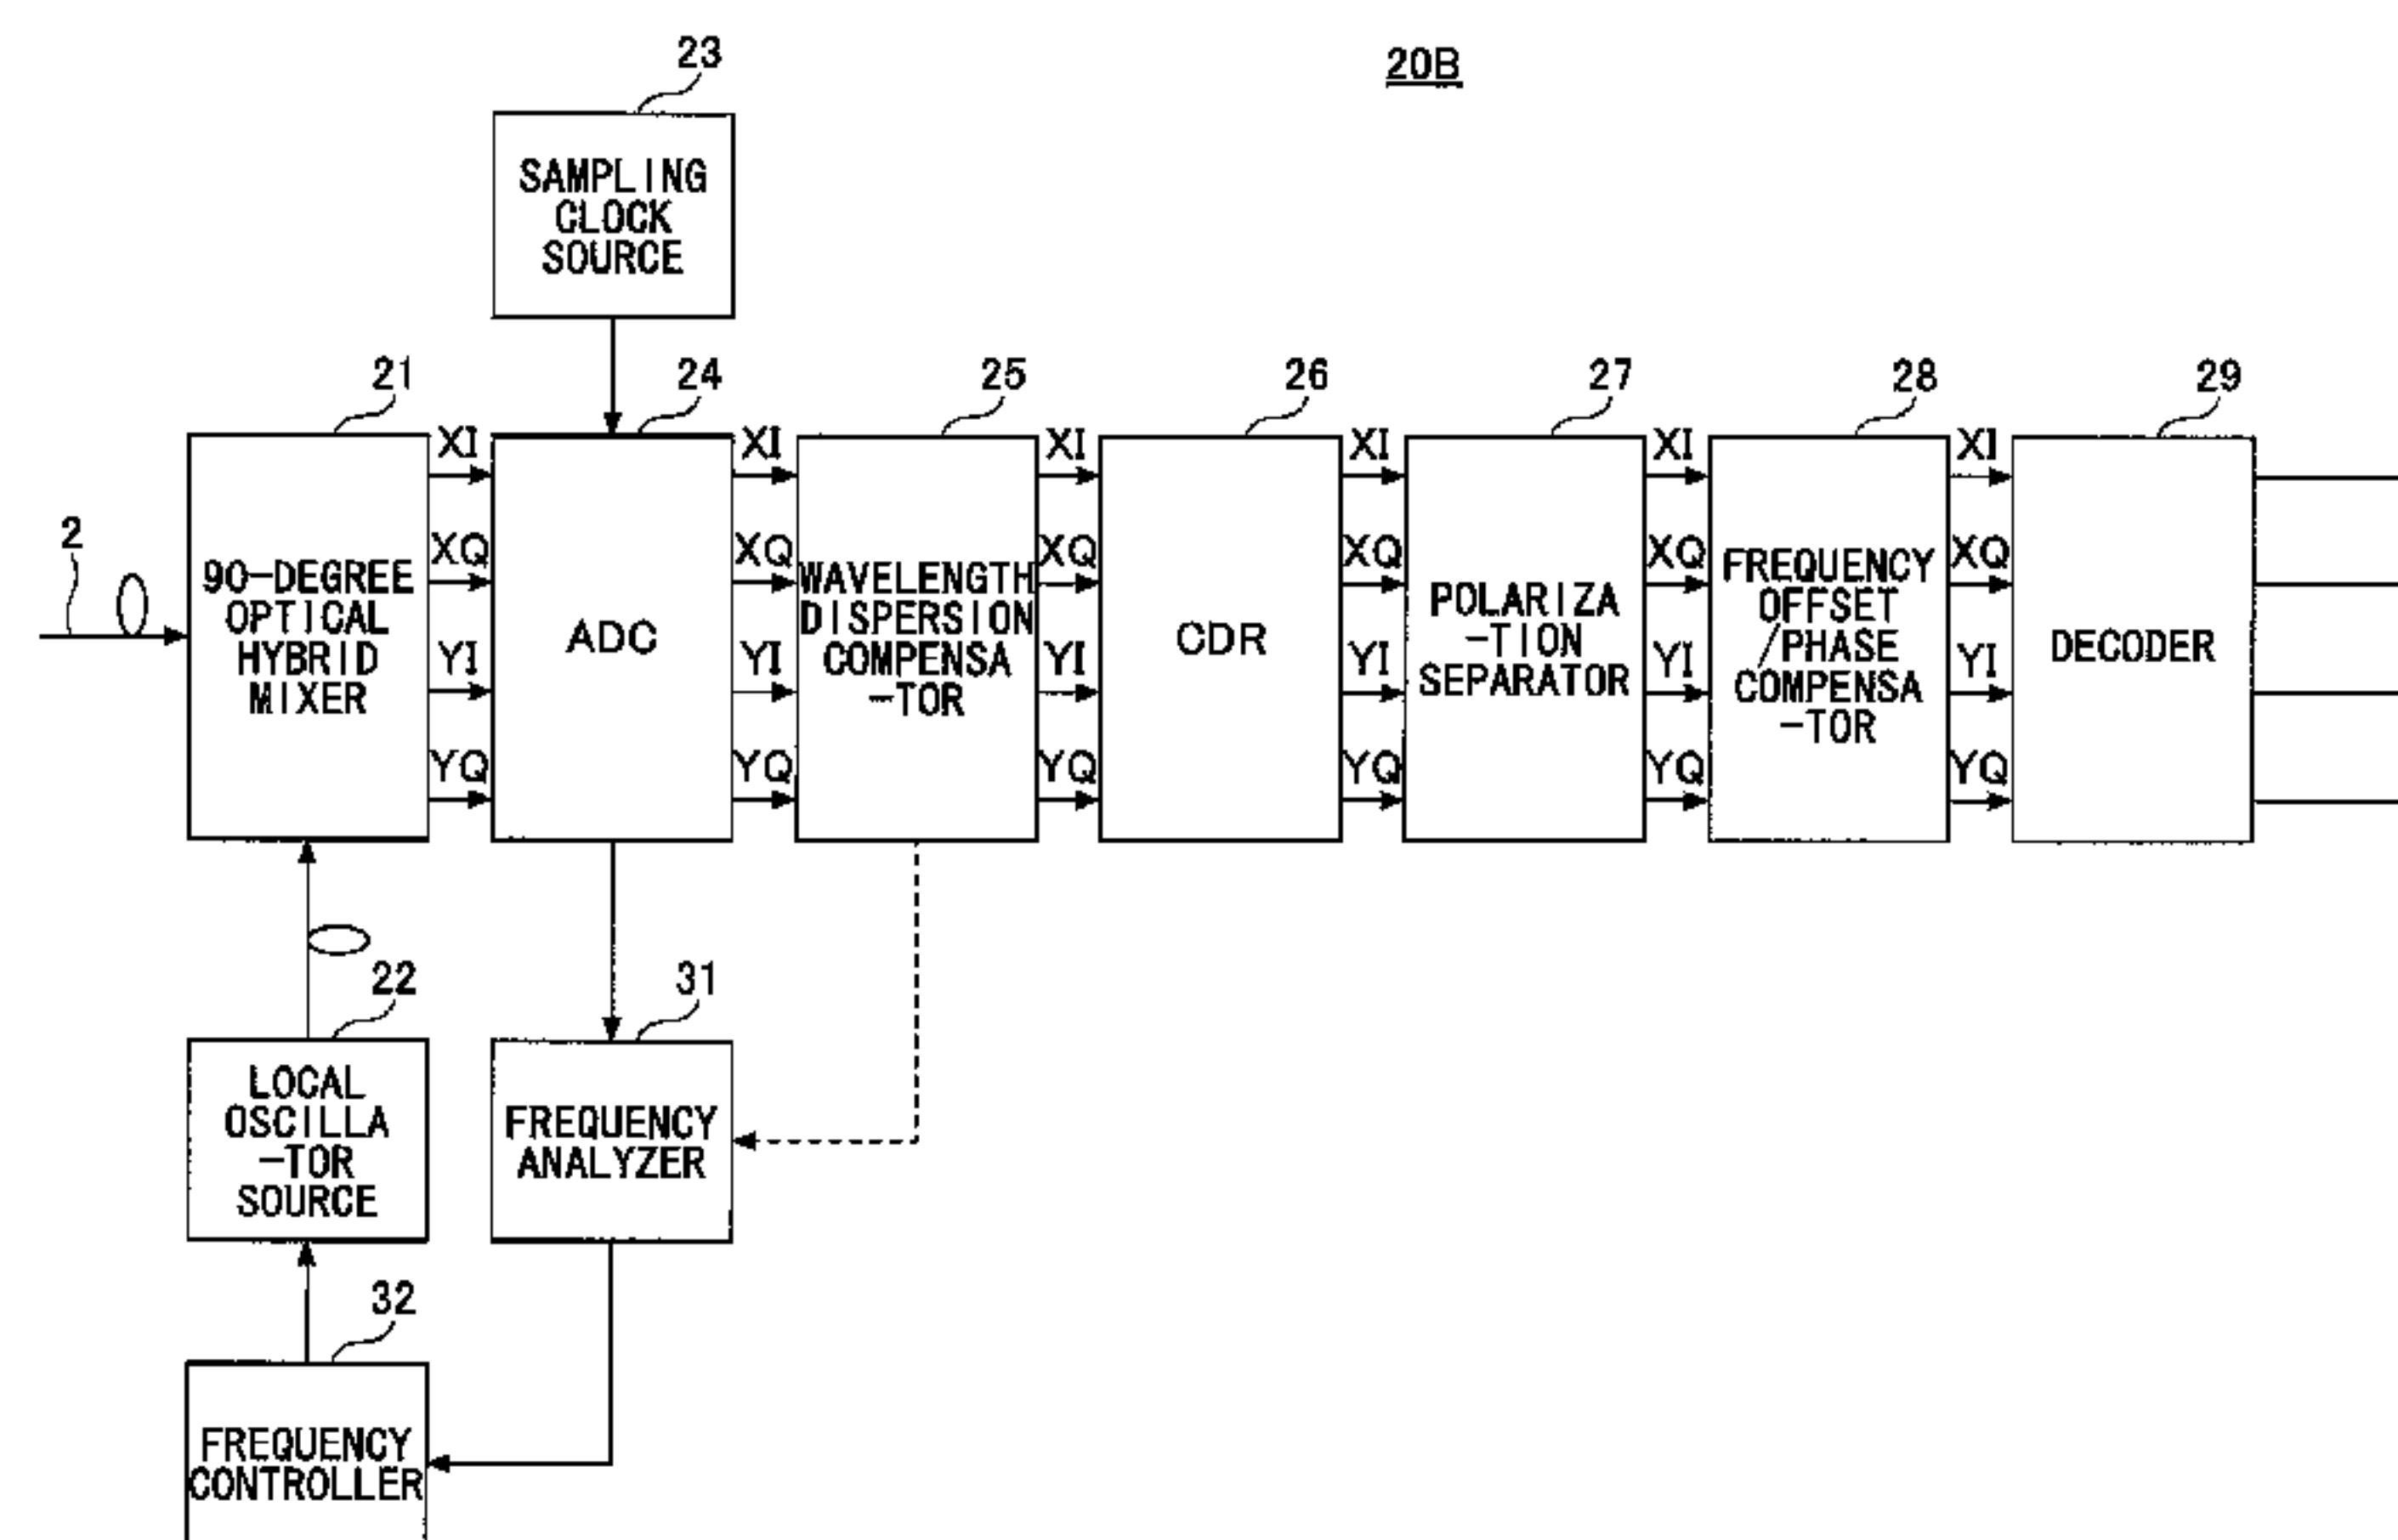 23
20B
SAMPLING
CLOCK
SOURCE
21
24
25
26
27
28
29
XI
XI
XI
XI
XI
XI
2
XQ
XQ
XQ
XQ
XQ
XQ
90-DEGREE
OPTICAL
HYBRID
MIXER
ADC
WAVELENGTH
DISPERSION
COMPENSA
-TOR
CDR
POLARIZA
-TION
SEPARATOR
FREQUENCY
OFFSET
/PHASE
COMPENSA
-TOR
DECODER
YI
YI
YI
YI
YI
YI
YQ
YQ
YQ
YQ
YQ
YQ
22
31
LOCAL
OSCILLA
-TOR
SOURCE
FREQUENCY
ANALYZER
32
FREQUENCY
CONTROLLER